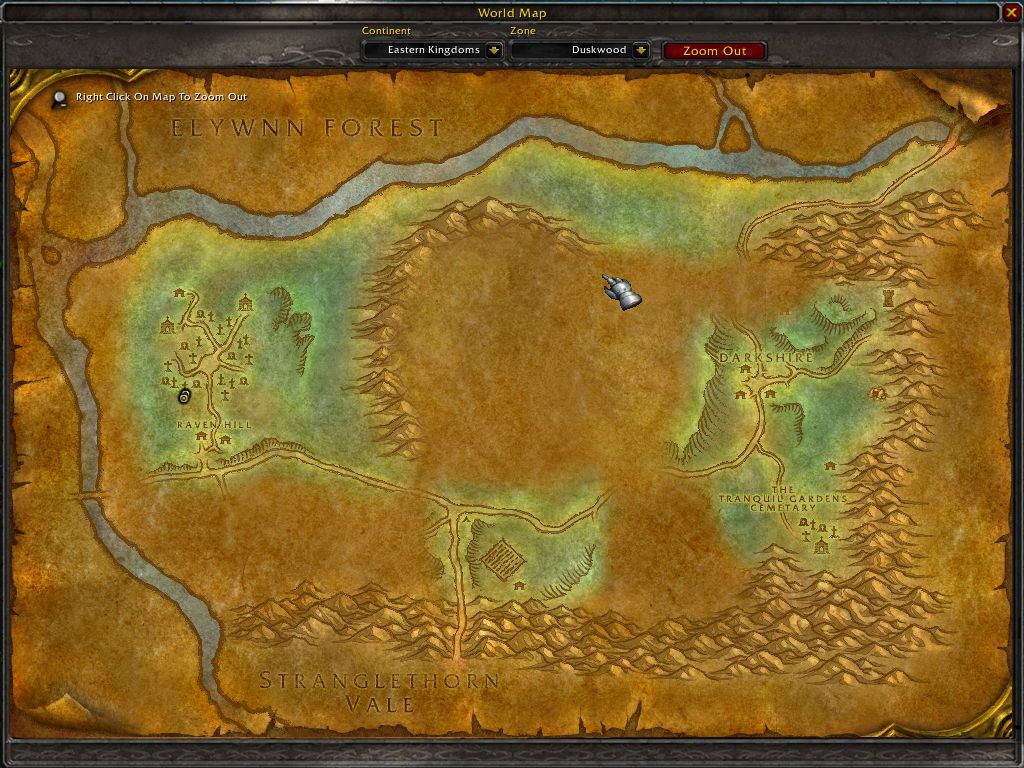 World Map
Continent
Zone
Eastern Kingdoms
Duskwood
Zoom Out
Right Click On Map To Zoom Out
ELYWNN FOREST
DARKSHIRE
RAVEN HILL
THE
TRANQUIL GARDENS
CEMETARY
STRANGLETHORN
VALE